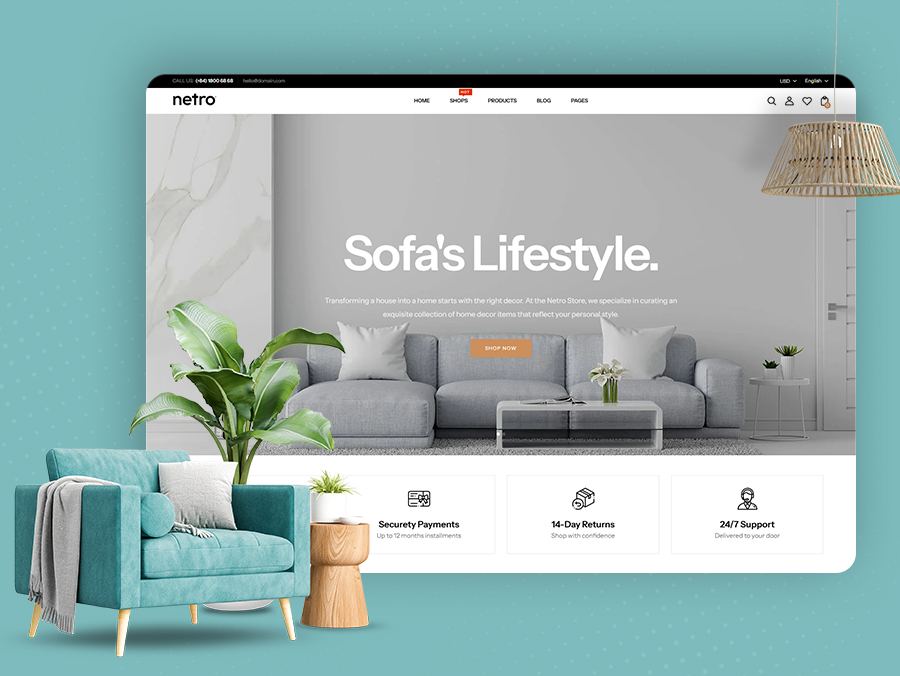 CALL US: (+84) 1800 68 68 hello@domain.com
USD English
HOT
netro
HOME SHOPS PRODUCTS BLOG PAGES
Sofa's Lifestyle.
Transforming a house into a home starts with the right decor. At the Netro Store, we specialize in curating an
exquisite collection of home decor items that reflect your personal style.
SHOP NOW
Securety Payments
Up to 12 months installments
14-Day Returns
Shop with confidence
24/7 Support
Delivered to your door